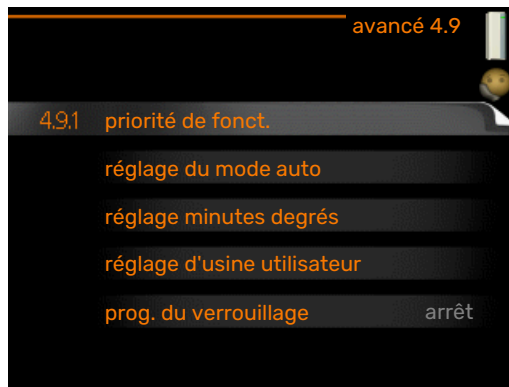 avancé 4.9
4.9.1 priorité de fonct.
réglage du mode auto
réglage minutes degrés
réglage d'usine utilisateur
prog. du verrouillage arrêt